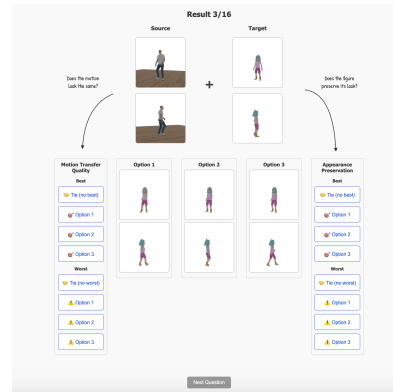 Result 3/16
Source
Target
Does the motion
look the same?
+
Does the figure
preserve its look?
Motion Transfer
Quality
Best
Tie (no best)
Option 1
Option 2
Option 3
Worst
Tie (no worst)
Option 1
Option 2
Option 3
Option 1
Option 2
Option 3
Appearance
Preservation
Best
Tie (no best)
Option 1
Option 2
Option 3
Worst
Tie (no worst)
Option 1
Option 2
Option 3
Next Question